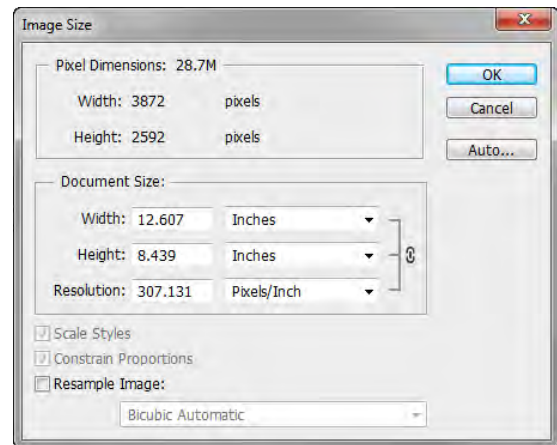 Image Size
Pixel Dimensions: 28.7M
Width: 3872 pixels
Height: 2592 pixels
OK
Cancel
Auto...
Document Size:
Width: 12.607 Inches
Height: 8.439 Inches
Resolution: 307.131 Pixels/Inch
Scale Styles
Constrain Proportions
Resample Image:
Bicubic Automatic